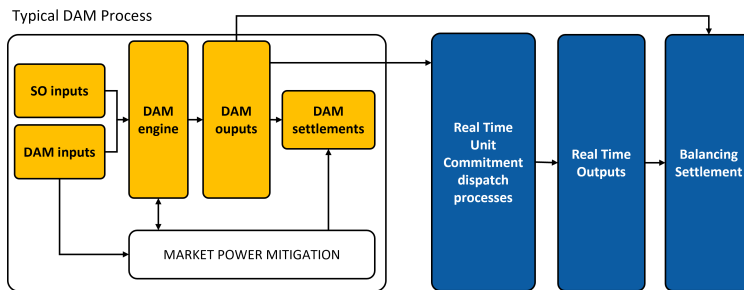 Typical DAM Process
SO inputs
DAM inputs
DAM
engine
DAM
ouputs
DAM
settlements
MARKET POWER MITIGATION
Real Time
Unit
Commitment
dispatch
processes
Real Time
Outputs
Balancing
Settlement